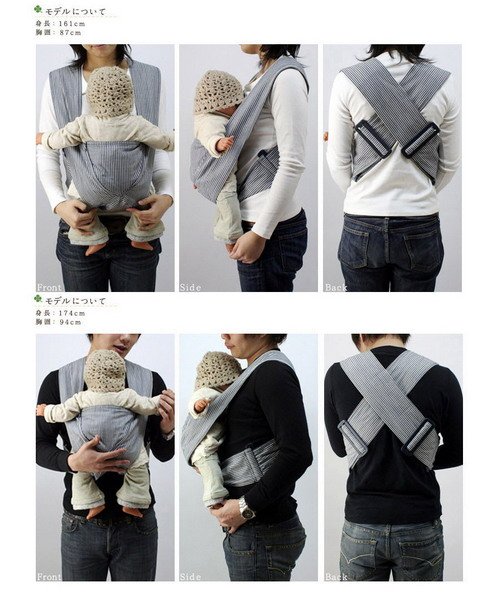 モデルについて
身長: 161cm
胸囲: 87cm
Front
Side
Back
モデルについて
身長: 174cm
胸囲: 94cm
Front
Side
Back